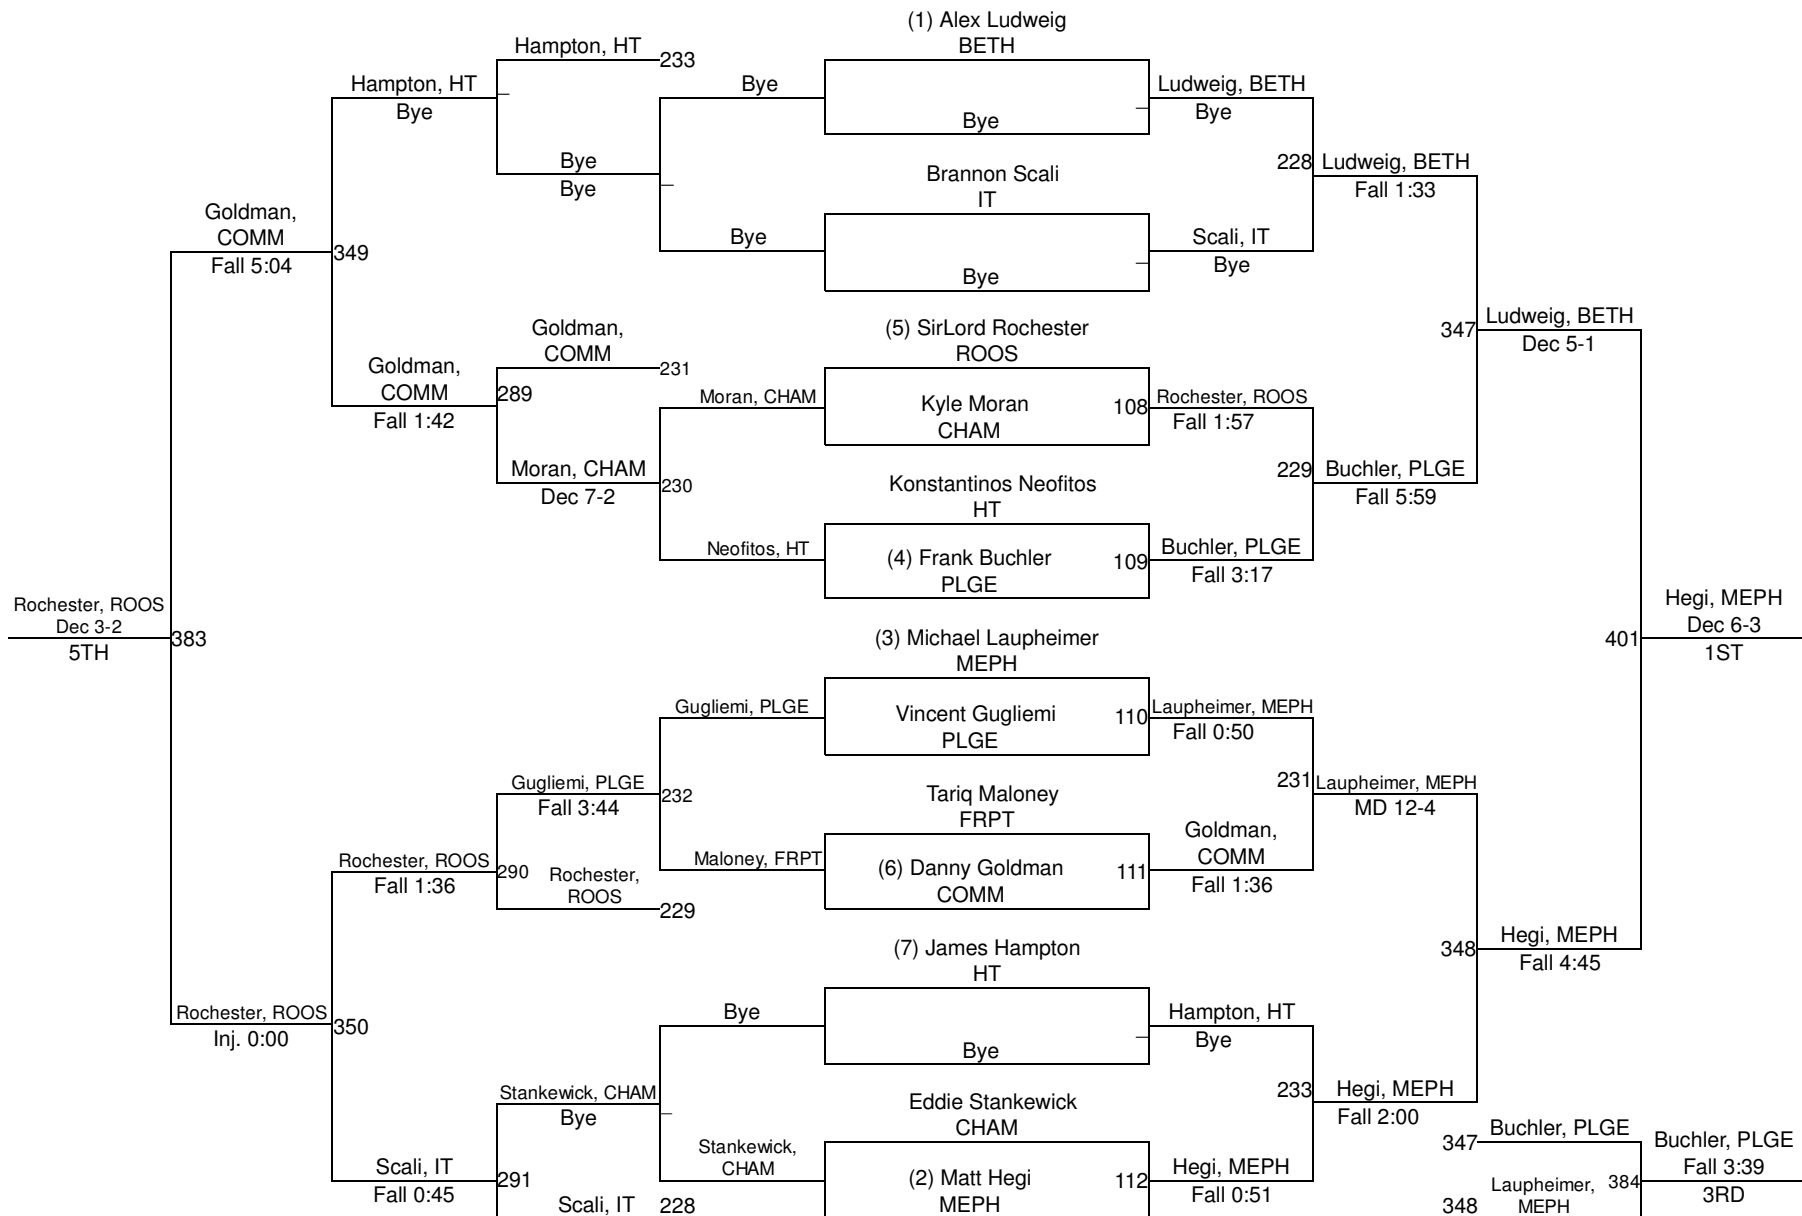 (1) Alex Ludweig
BETH
Hampton, HT
233
Hampton, HT
Bye
Bye
Ludweig, BETH
Bye
Bye
Bye
Bye
Brannon Scali
IT
228
Ludweig, BETH
Fall 1:33
Goldman,
COMM
Fall 5:04
349
Bye
Scali, IT
Bye
Bye
Goldman,
COMM
231
(5) SirLord Rochester
ROOS
347
Ludweig, BETH
Dec 5-1
Goldman,
COMM
Fall 1:42
289
Moran, CHAM
Kyle Moran
CHAM
108
Rochester, ROOS
Fall 1:57
Moran, CHAM
Dec 7-2
230
Konstantinos Neofitos
HT
229
Buchler, PLGE
Fall 5:59
Neofitos, HT
(4) Frank Buchler
PLGE
109
Buchler, PLGE
Fall 3:17
Rochester, ROOS
Dec 3-2
5TH
383
(3) Michael Laupheimer
MEPH
401
Hegi, MEPH
Dec 6-3
1ST
Gugliemi, PLGE
Vincent Gugliemi
PLGE
110
Laupheimer, MEPH
Fall 0:50
Gugliemi, PLGE
Fall 3:44
232
Tariq Maloney
FRPT
231
Laupheimer, MEPH
MD 12-4
Rochester, ROOS
Fall 1:36
290
Rochester,
ROOS
229
Maloney, FRPT
(6) Danny Goldman
COMM
111
Goldman,
COMM
Fall 1:36
(7) James Hampton
HT
348
Hegi, MEPH
Fall 4:45
Rochester, ROOS
Inj. 0:00
350
Bye
Bye
Hampton, HT
Bye
Stankewick, CHAM
Bye
Eddie Stankewick
CHAM
233
Hegi, MEPH
Fall 2:00
Scali, IT
Fall 0:45
291
Scali, IT
228
Stankewick,
CHAM
(2) Matt Hegi
MEPH
112
Hegi, MEPH
Fall 0:51
347
Buchler, PLGE
348
Laupheimer,
MEPH
384
Buchler, PLGE
Fall 3:39
3RD